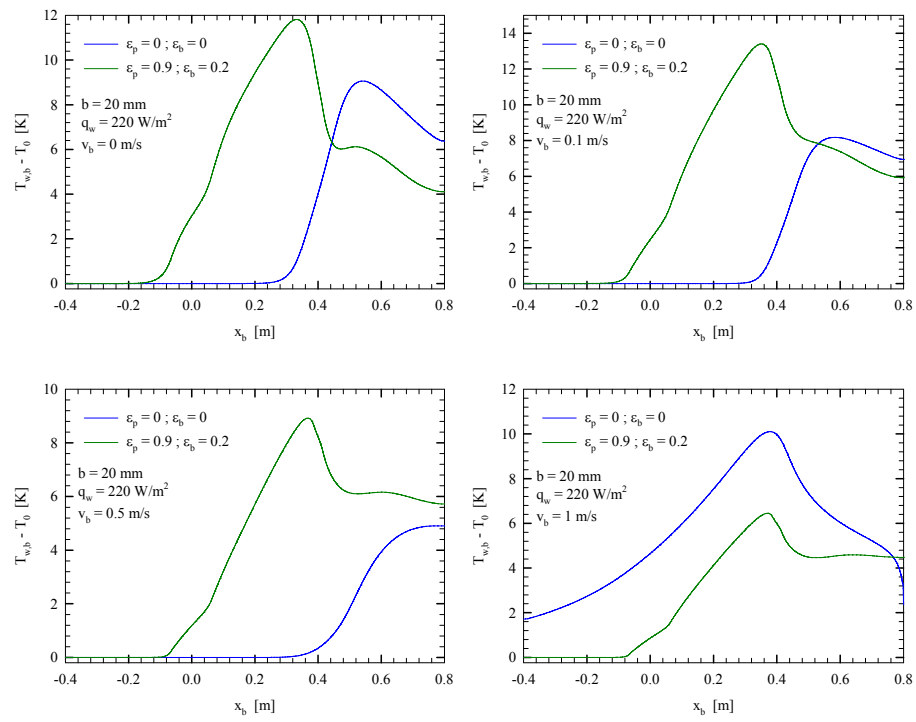 12
10
8
6
4
2
0
T_w,b - T_0 [K]
ε_p = 0 ; ε_b = 0
ε_p = 0.9 ; ε_b = 0.2
b = 20 mm
q_w = 220 W/m²
v_b = 0 m/s
-0.4 -0.2 0.0 0.2 0.4 0.6 0.8
x_b [m]
14
12
10
8
6
4
2
0
T_w,b - T_0 [K]
ε_p = 0 ; ε_b = 0
ε_p = 0.9 ; ε_b = 0.2
b = 20 mm
q_w = 220 W/m²
v_b = 0.1 m/s
-0.4 -0.2 0.0 0.2 0.4 0.6 0.8
x_b [m]
10
8
6
4
2
0
T_w,b - T_0 [K]
ε_p = 0 ; ε_b = 0
ε_p = 0.9 ; ε_b = 0.2
b = 20 mm
q_w = 220 W/m²
v_b = 0.5 m/s
-0.4 -0.2 0.0 0.2 0.4 0.6 0.8
x_b [m]
12
10
8
6
4
2
0
T_w,b - T_0 [K]
ε_p = 0 ; ε_b = 0
ε_p = 0.9 ; ε_b = 0.2
b = 20 mm
q_w = 220 W/m²
v_b = 1 m/s
-0.4 -0.2 0.0 0.2 0.4 0.6 0.8
x_b [m]